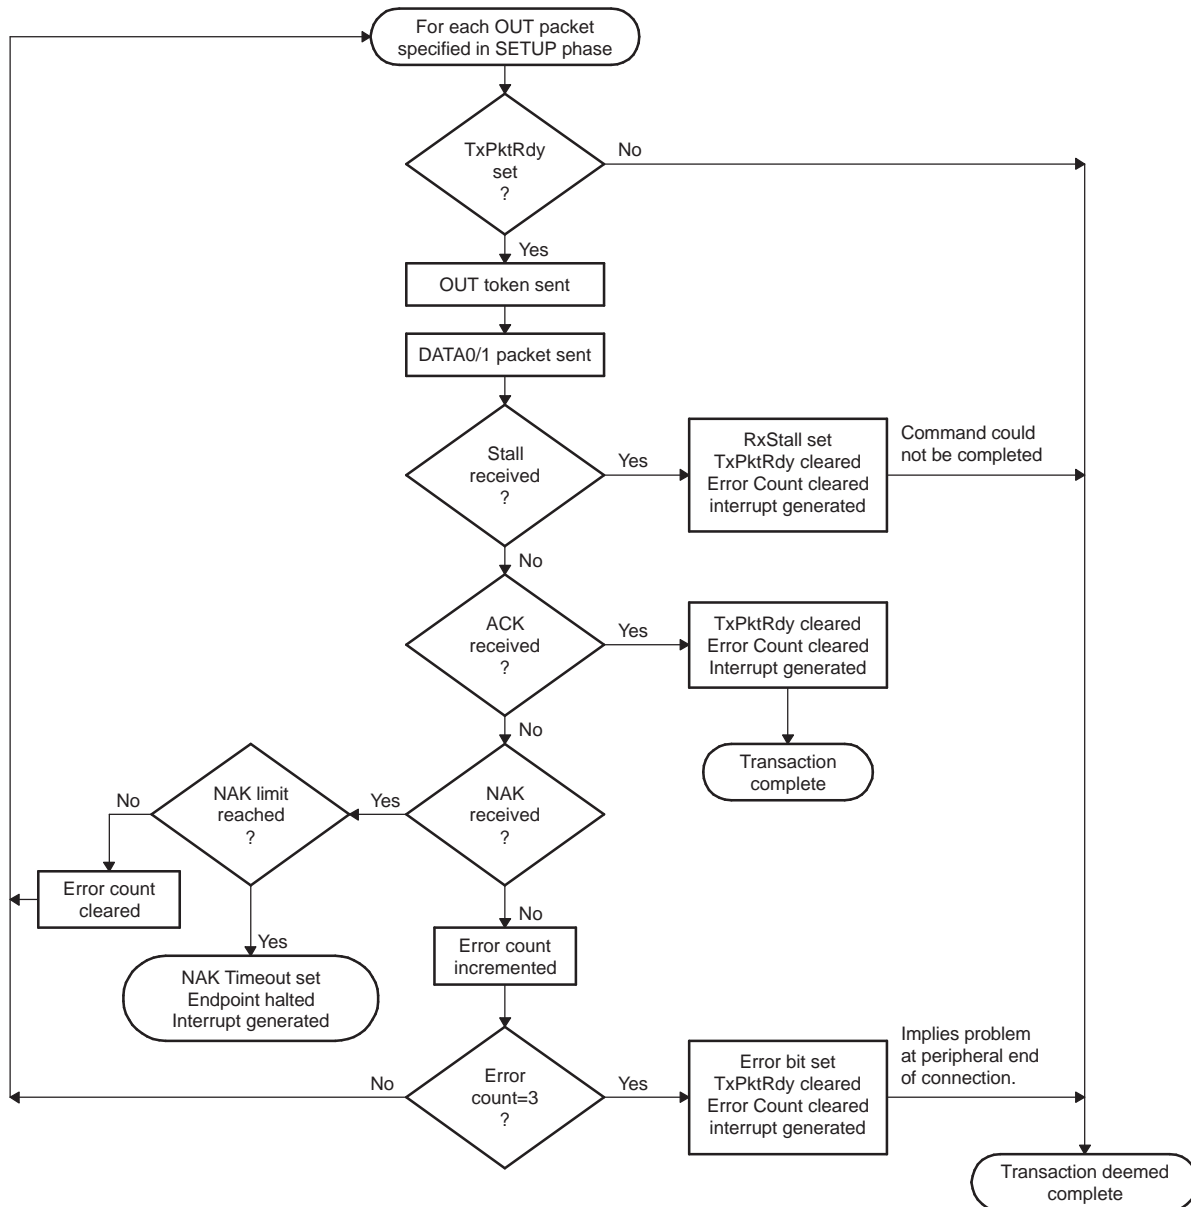 For each OUT packet
specified in SETUP phase
TxPktRdy
set
?
No
Yes
OUT token sent
DATA0/1 packet sent
Stall
received
?
Yes
RxStall set
TxPktRdy cleared
Error Count cleared
interrupt generated
Command could
not be completed
No
ACK
received
?
Yes
TxPktRdy cleared
Error Count cleared
Interrupt generated
No
Transaction
complete
NAK
received
?
Yes
NAK limit
reached
?
No
Error count
cleared
Yes
NAK Timeout set
Endpoint halted
Interrupt generated
No
Error count
incremented
Error
count=3
?
No
Yes
Error bit set
TxPktRdy cleared
Error Count cleared
interrupt generated
Implies problem
at peripheral end
of connection.
Transaction deemed
complete